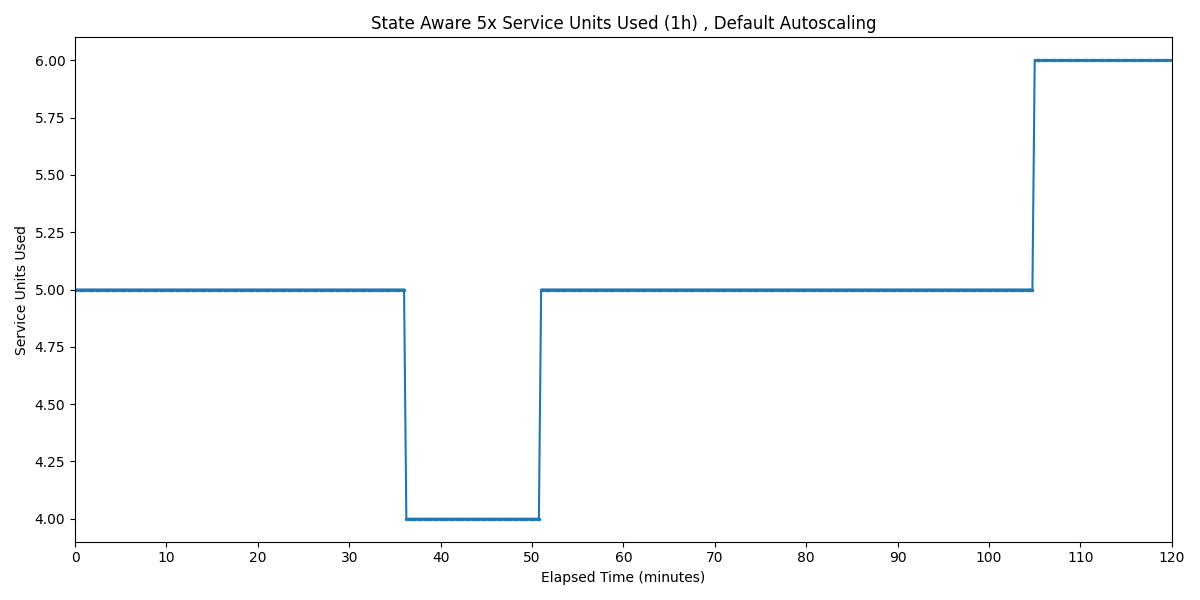 State Aware 5x Service Units Used (1h) , Default Autoscaling
6.00
5.75
5.50
5.25
5.00
4.75
4.50
4.25
4.00
Service Units Used
0 10 20 30 40 50 60 70 80 90 100 110 120
Elapsed Time (minutes)